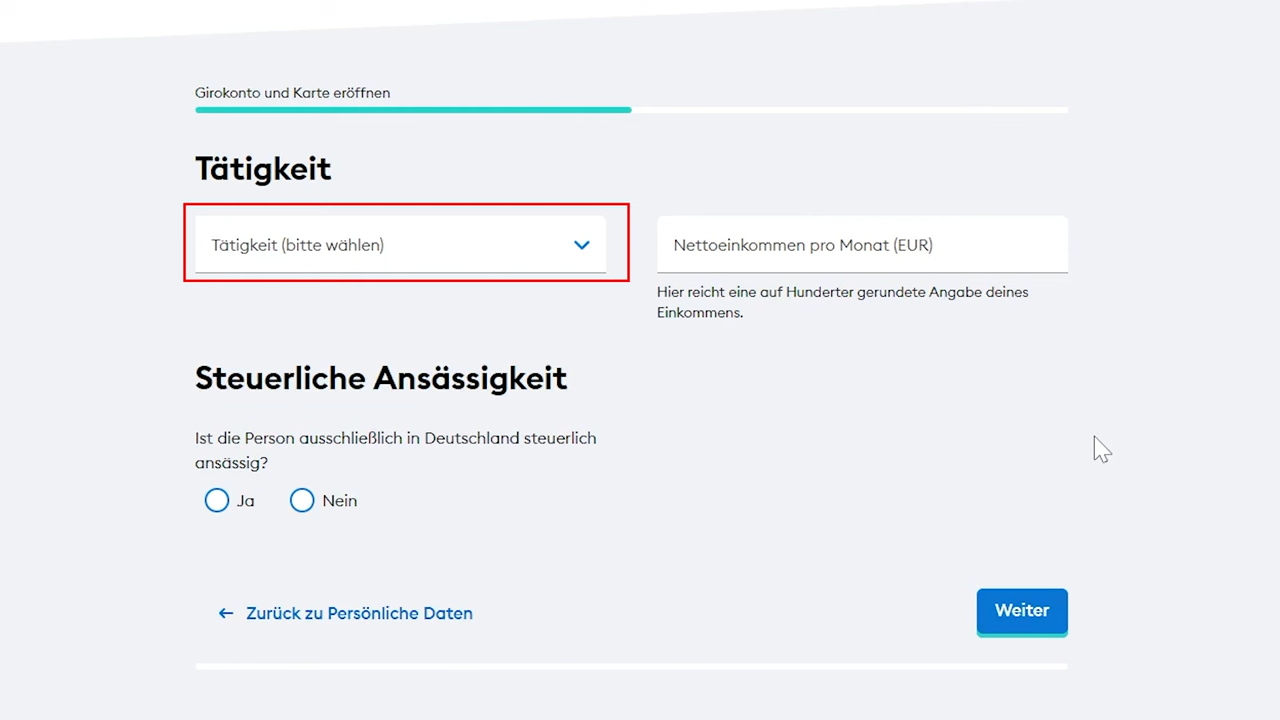 Girokonto und Karte eröffnen
Tätigkeit
Tätigkeit (bitte wählen)
Nettoeinkommen pro Monat (EUR)
Hier reicht eine auf Hunderter gerundete Angabe deines
Einkommens.
Steuerliche Ansässigkeit
Ist die Person ausschließlich in Deutschland steuerlich
ansässig?
Ja Nein
Zurück zu Persönliche Daten
Weiter